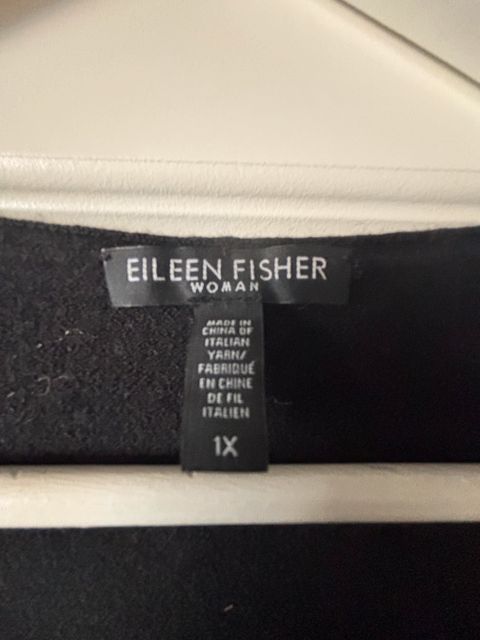 EILEEN FISHER
WOMAN
MADE IN
CHINA OF
ITALIAN
YARN/
FABRIQUÉ
EN CHINE
DE FIL
ITALIEN
1X